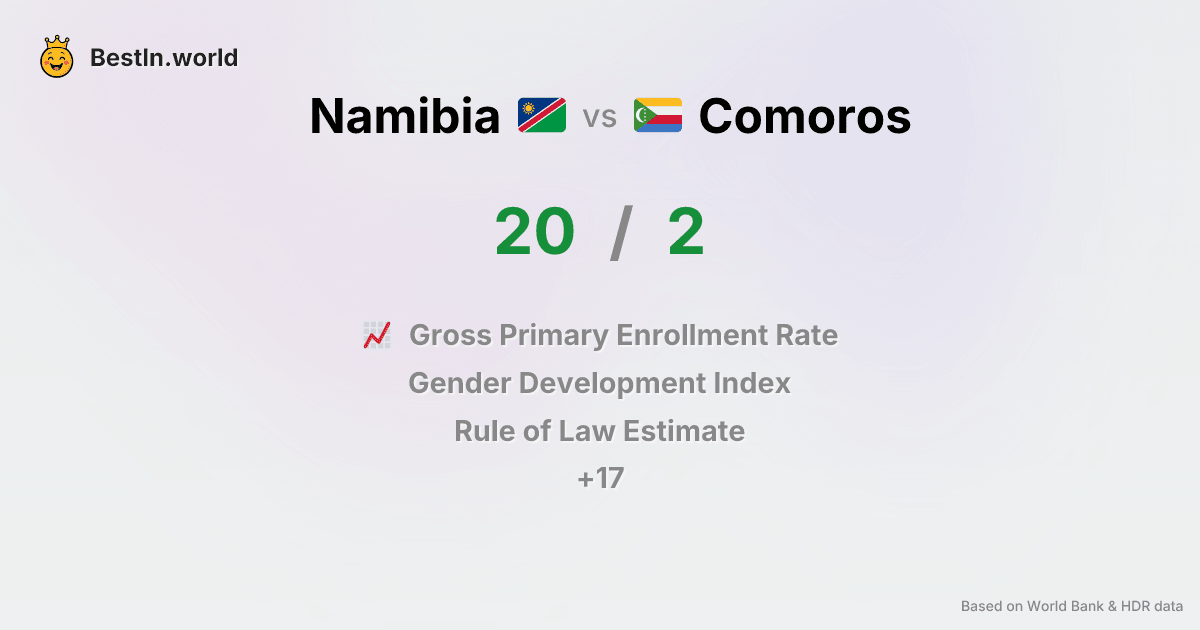 BestIn.world
Namibia vs Comoros
20 / 2
Gross Primary Enrollment Rate
Gender Development Index
Rule of Law Estimate
+17
Based on World Bank & HDR data